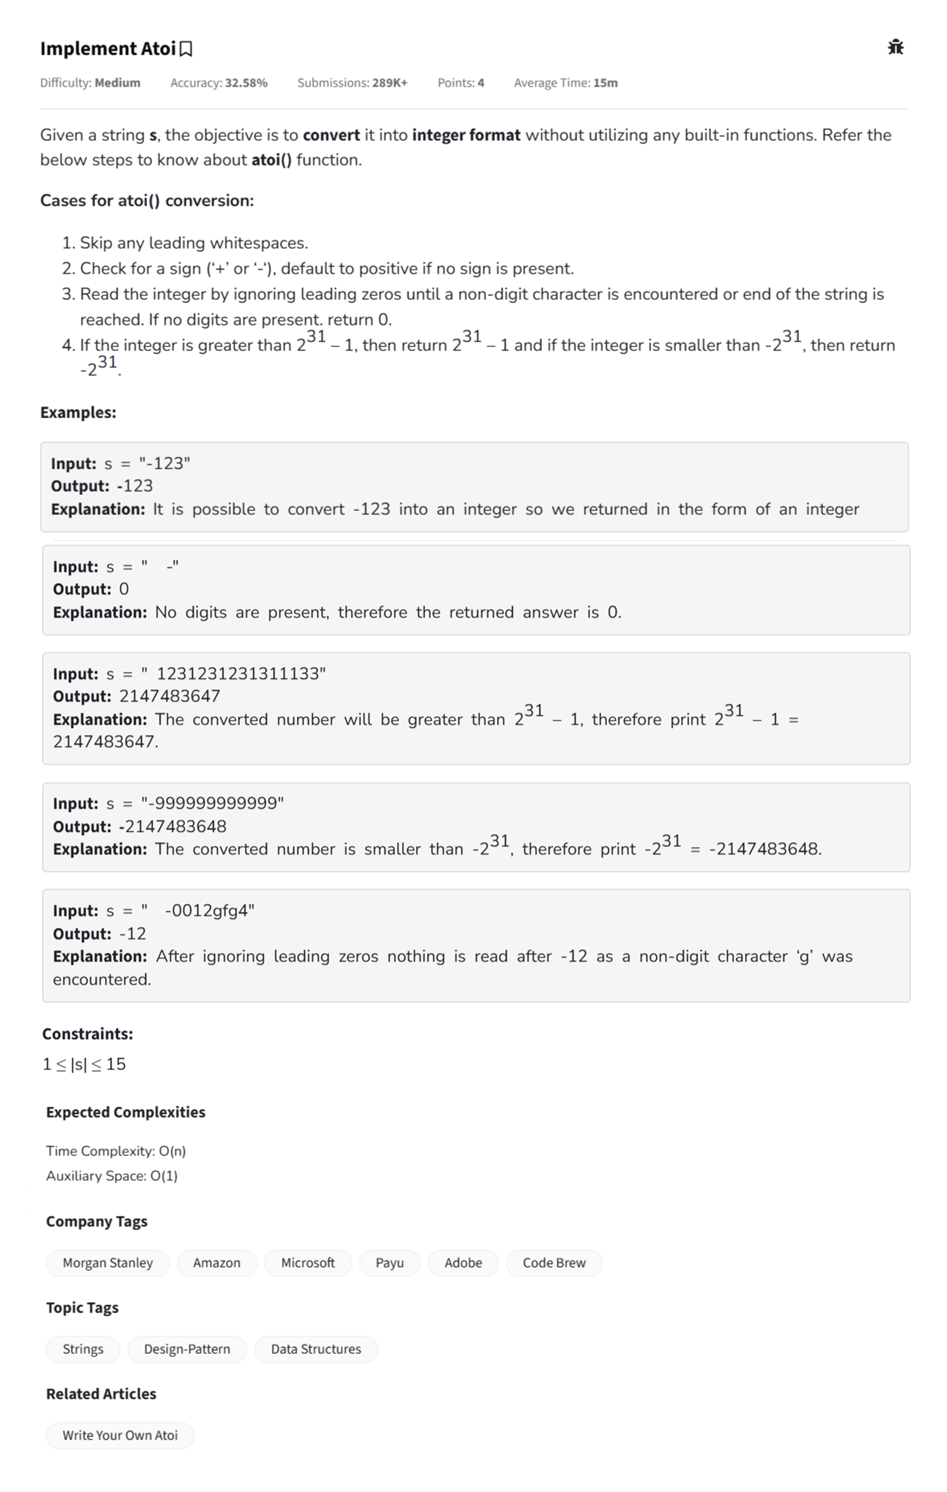 Implement Atoi
Difficulty: Medium Accuracy: 32.58% Submissions: 289K+ Points: 4 Average Time: 15m
Given a string s, the objective is to convert it into integer format without utilizing any built-in functions. Refer the
below steps to know about atoi() function.
Cases for atoi() conversion:
1. Skip any leading whitespaces.
2. Check for a sign (‘+’ or ‘-‘), default to positive if no sign is present.
3. Read the integer by ignoring leading zeros until a non-digit character is encountered or end of the string is
reached. If no digits are present. return 0.
4. If the integer is greater than 2^31 – 1, then return 2^31 – 1 and if the integer is smaller than -2^31, then return
-2^31.
Examples:
Input: s = "-123"
Output: -123
Explanation: It is possible to convert -123 into an integer so we returned in the form of an integer
Input: s = "  -"
Output: 0
Explanation: No digits are present, therefore the returned answer is 0.
Input: s = " 1231231231311133"
Output: 2147483647
Explanation: The converted number will be greater than 2^31 – 1, therefore print 2^31 – 1 =
2147483647.
Input: s = "-999999999999"
Output: -2147483648
Explanation: The converted number is smaller than -2^31, therefore print -2^31 = -2147483648.
Input: s = "  -0012gfg4"
Output: -12
Explanation: After ignoring leading zeros nothing is read after -12 as a non-digit character ‘g’ was
encountered.
Constraints:
1 ≤ |s| ≤ 15
Expected Complexities
Time Complexity: O(n)
Auxiliary Space: O(1)
Company Tags
Morgan Stanley Amazon Microsoft Payu Adobe Code Brew
Topic Tags
Strings Design-Pattern Data Structures
Related Articles
Write Your Own Atoi